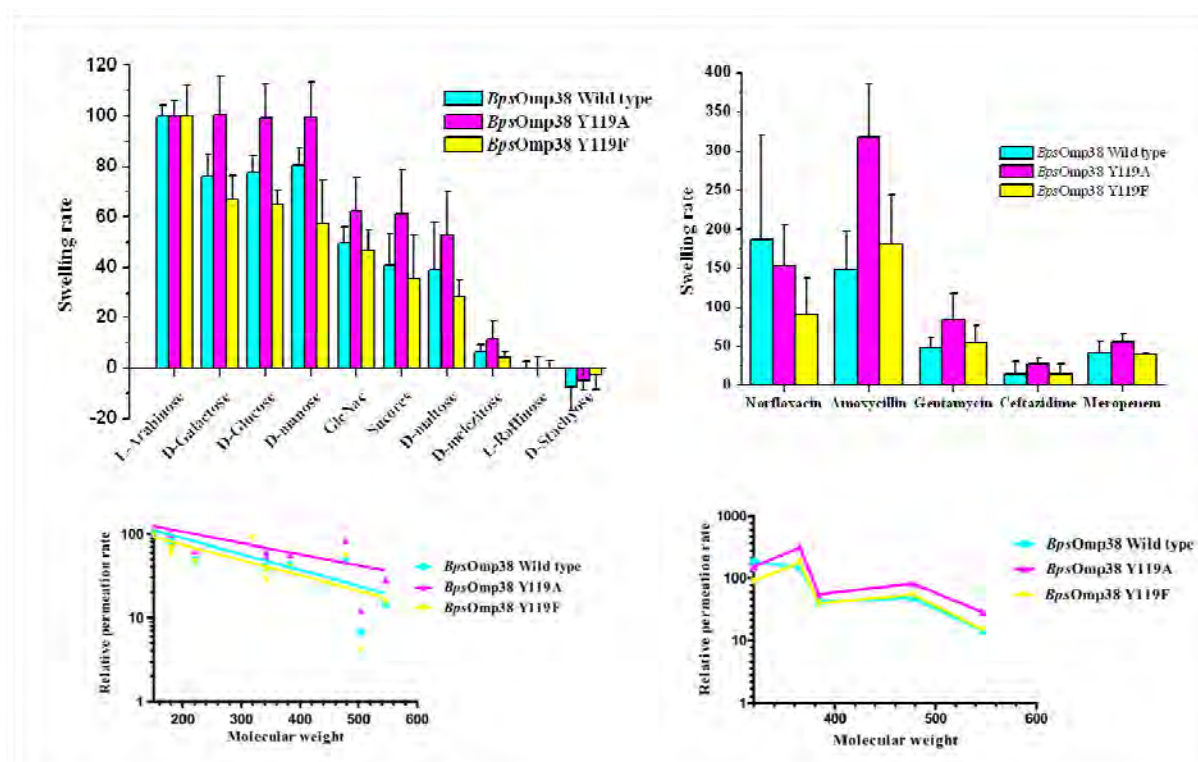 120
100
80
60
40
20
0
-20
Swelling rate
BpsOmp38 Wild type
BpsOmp38 Y119A
BpsOmp38 Y119F
L-Arabinose
D-Galactose
D-Glucose
D-mnnose
GlcNac
Sucores
D-maltose
D-melezitose
L-Raffinose
D-Stachyose
400
350
300
250
200
150
100
50
0
Swelling rate
BpsOmp38 Wild type
BpsOmp38 Y119A
BpsOmp38 Y119F
Norfloxacin Amoxycillin Gentamycin Ceftazidime Meropenem
100
10
1
Relative permeation rate
200 300 400 500 600
Molecular weight
BpsOmp38 Wild type
BpsOmp38 Y119A
BpsOmp38 Y119F
1000
100
10
1
Relative permeation rate
400 500 600
Molecular weight
BpsOmp38 Wild type
BpsOmp38 Y119A
BpsOmp38 Y119F